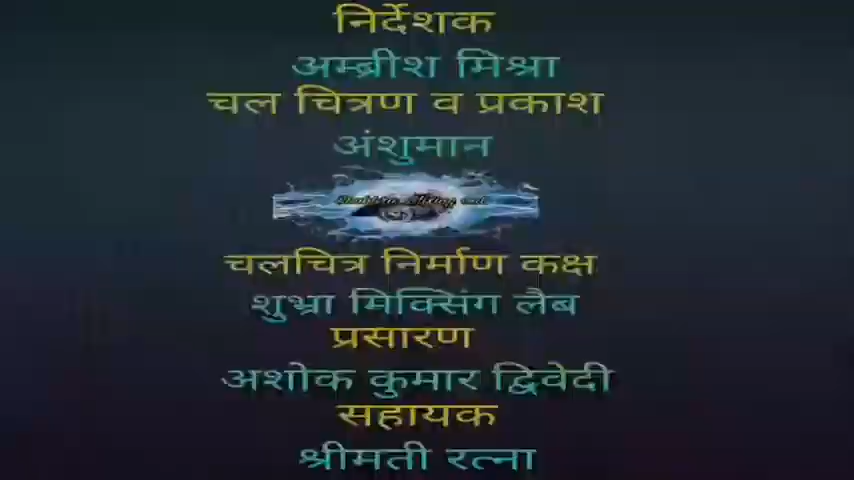 निर्देशक
अम्ब्रीश मिश्रा
चल चित्रण व प्रकाश
अंशुमान
चलचित्र निर्माण कक्ष
शुभ्रा मिक्सिंग लैब
प्रसारण
अशोक कुमार द्विवेदी
सहायक
श्रीमती रत्ना